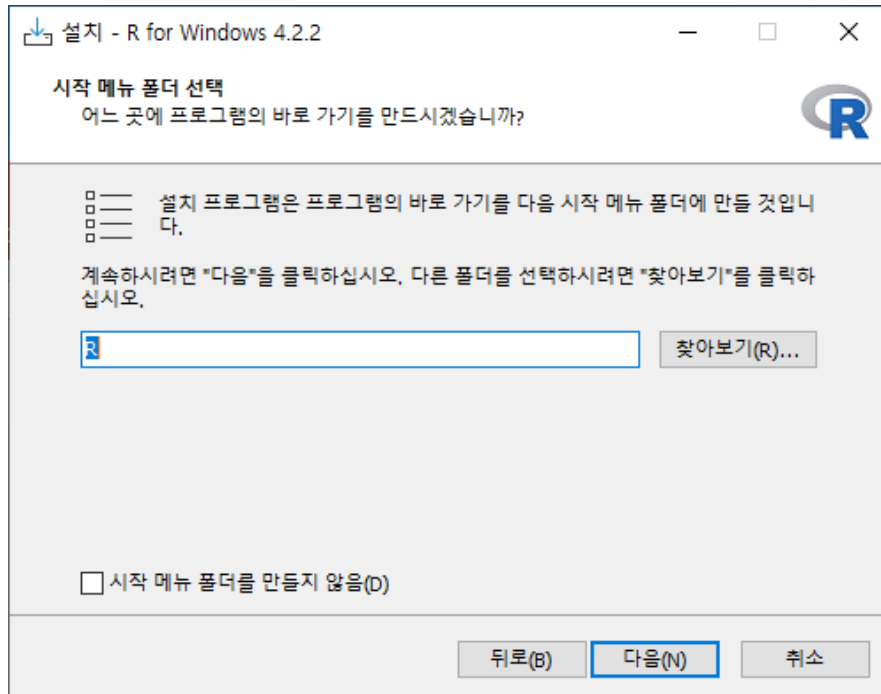 설치 - R for Windows 4.2.2
시작 메뉴 폴더 선택
어느 곳에 프로그램의 바로 가기를 만드시겠습니까?
R
설치 프로그램은 프로그램의 바로 가기를 다음 시작 메뉴 폴더에 만들 것입니
다.
계속하시려면 "다음"을 클릭하십시오. 다른 폴더를 선택하시려면 "찾아보기"를 클릭하
십시오.
R
찾아보기(R)...
시작 메뉴 폴더를 만들지 않음(D)
뒤로(B)
다음(N)
취소